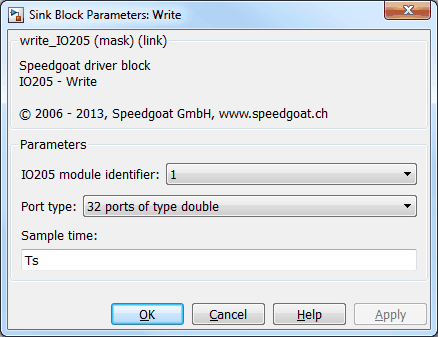 Sink Block Parameters: Write
write_IO205 (mask) (link)
Speedgoat driver block
IO205 - Write
© 2006 - 2013, Speedgoat GmbH, www.speedgoat.ch
Parameters
IO205 module identifier: 1
Port type: 32 ports of type double
Sample time:
Ts
OK Cancel Help Apply